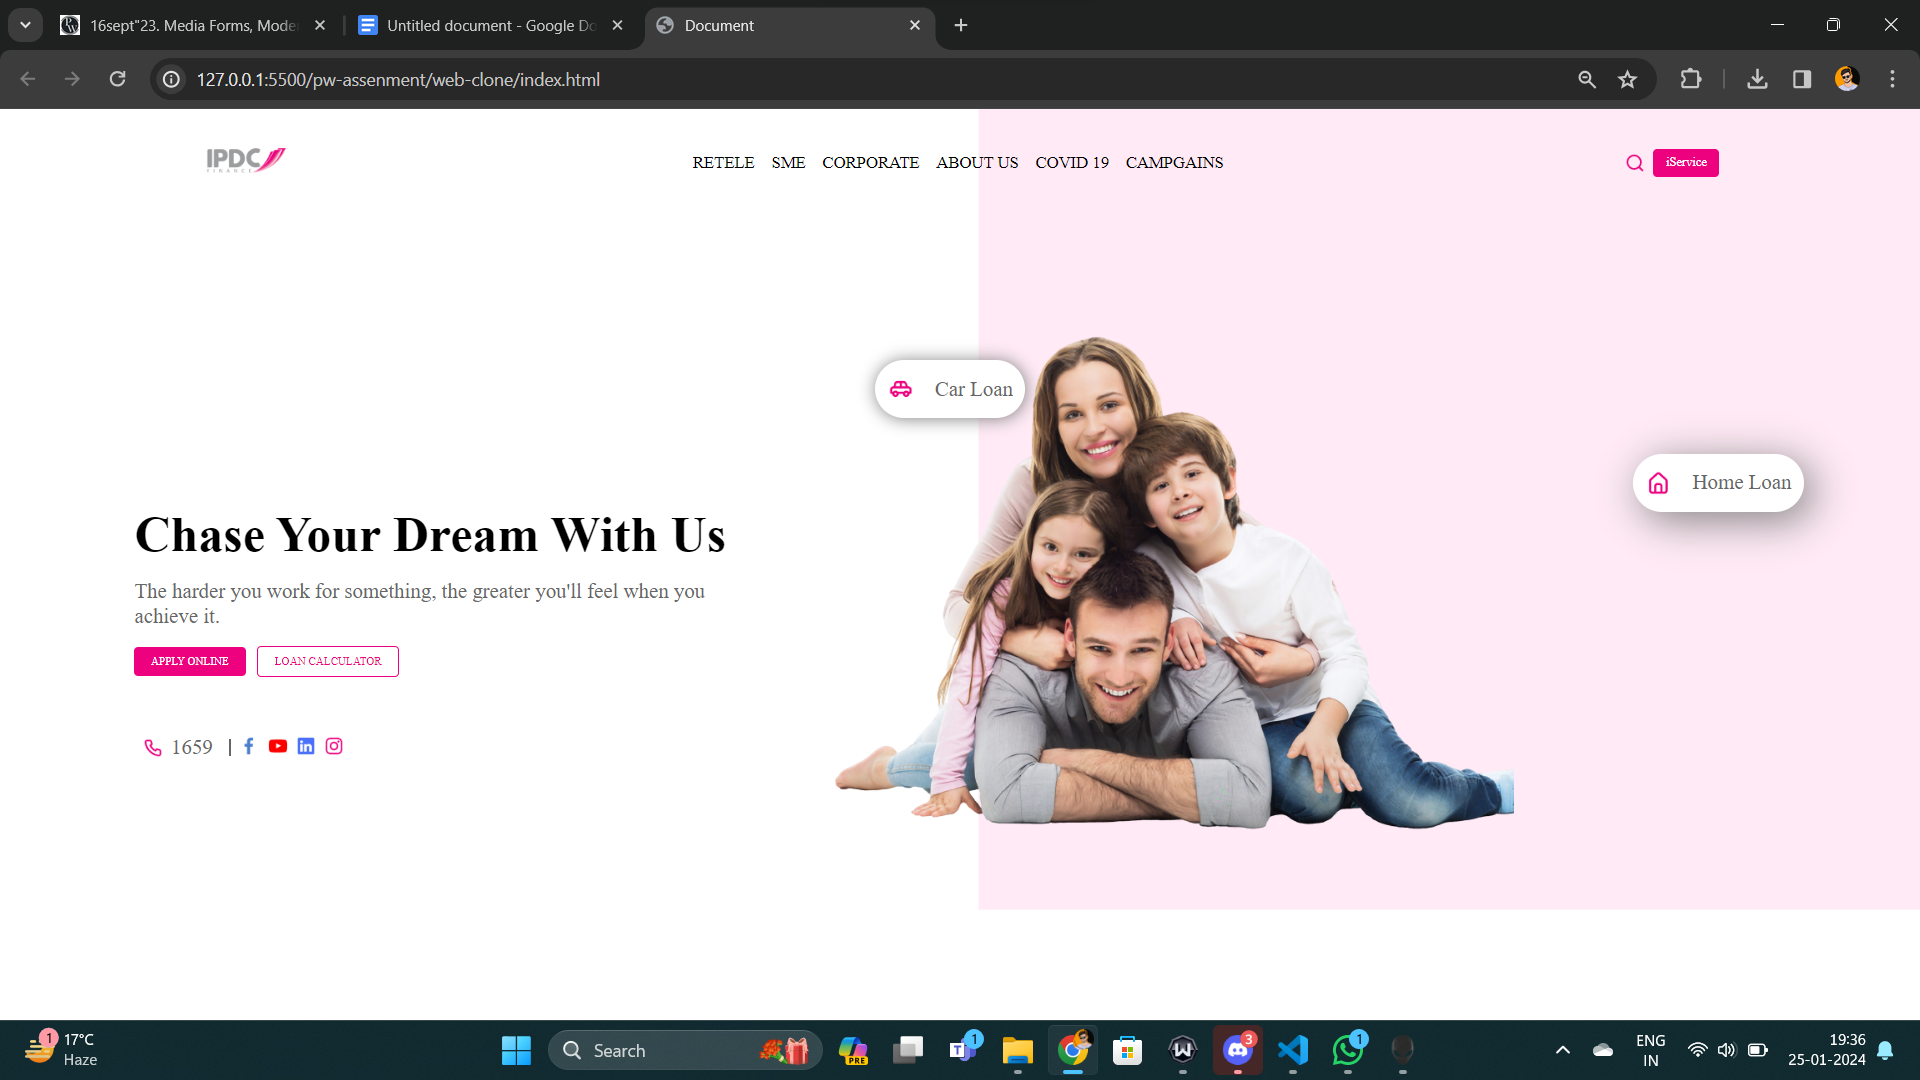 16sept"23. Media Forms, Moder
Untitled document - Google Do
Document
127.0.0.1:5500/pw-assenment/web-clone/index.html
IPDC
FINANCE
RETELE SME CORPORATE ABOUT US COVID 19 CAMPGAINS
iService
Car Loan
Home Loan
Chase Your Dream With Us
The harder you work for something, the greater you'll feel when you
achieve it.
APPLY ONLINE LOAN CALCULATOR
1659 |
1
17°C
Haze
Search
PRE
1
3
1
ENG
IN
19:36
25-01-2024